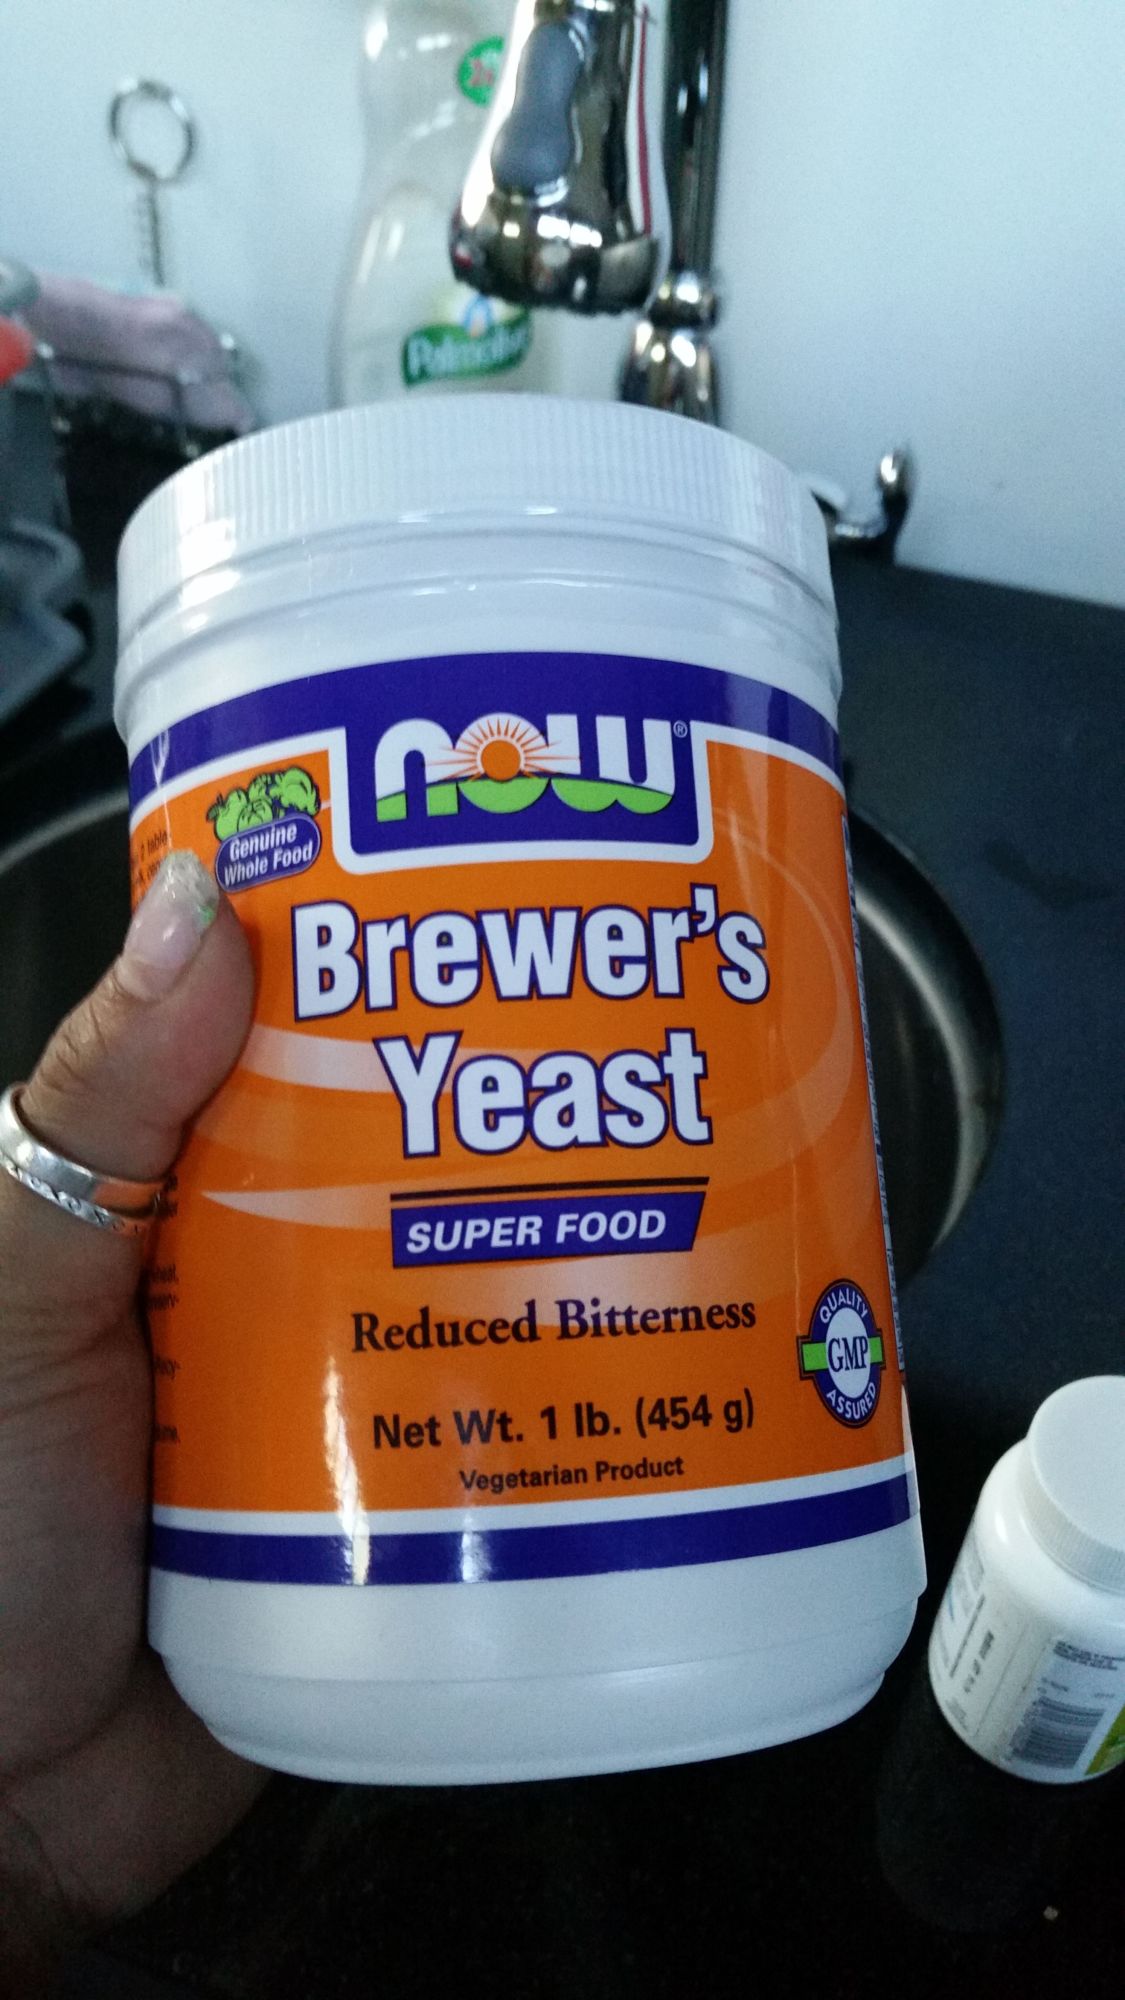 Palmolive
now®
Genuine
Whole Food
Brewer's
Yeast
SUPER FOOD
Reduced Bitterness
QUALITY
GMP
ASSURED
Net Wt. 1 lb. (454 g)
Vegetarian Product